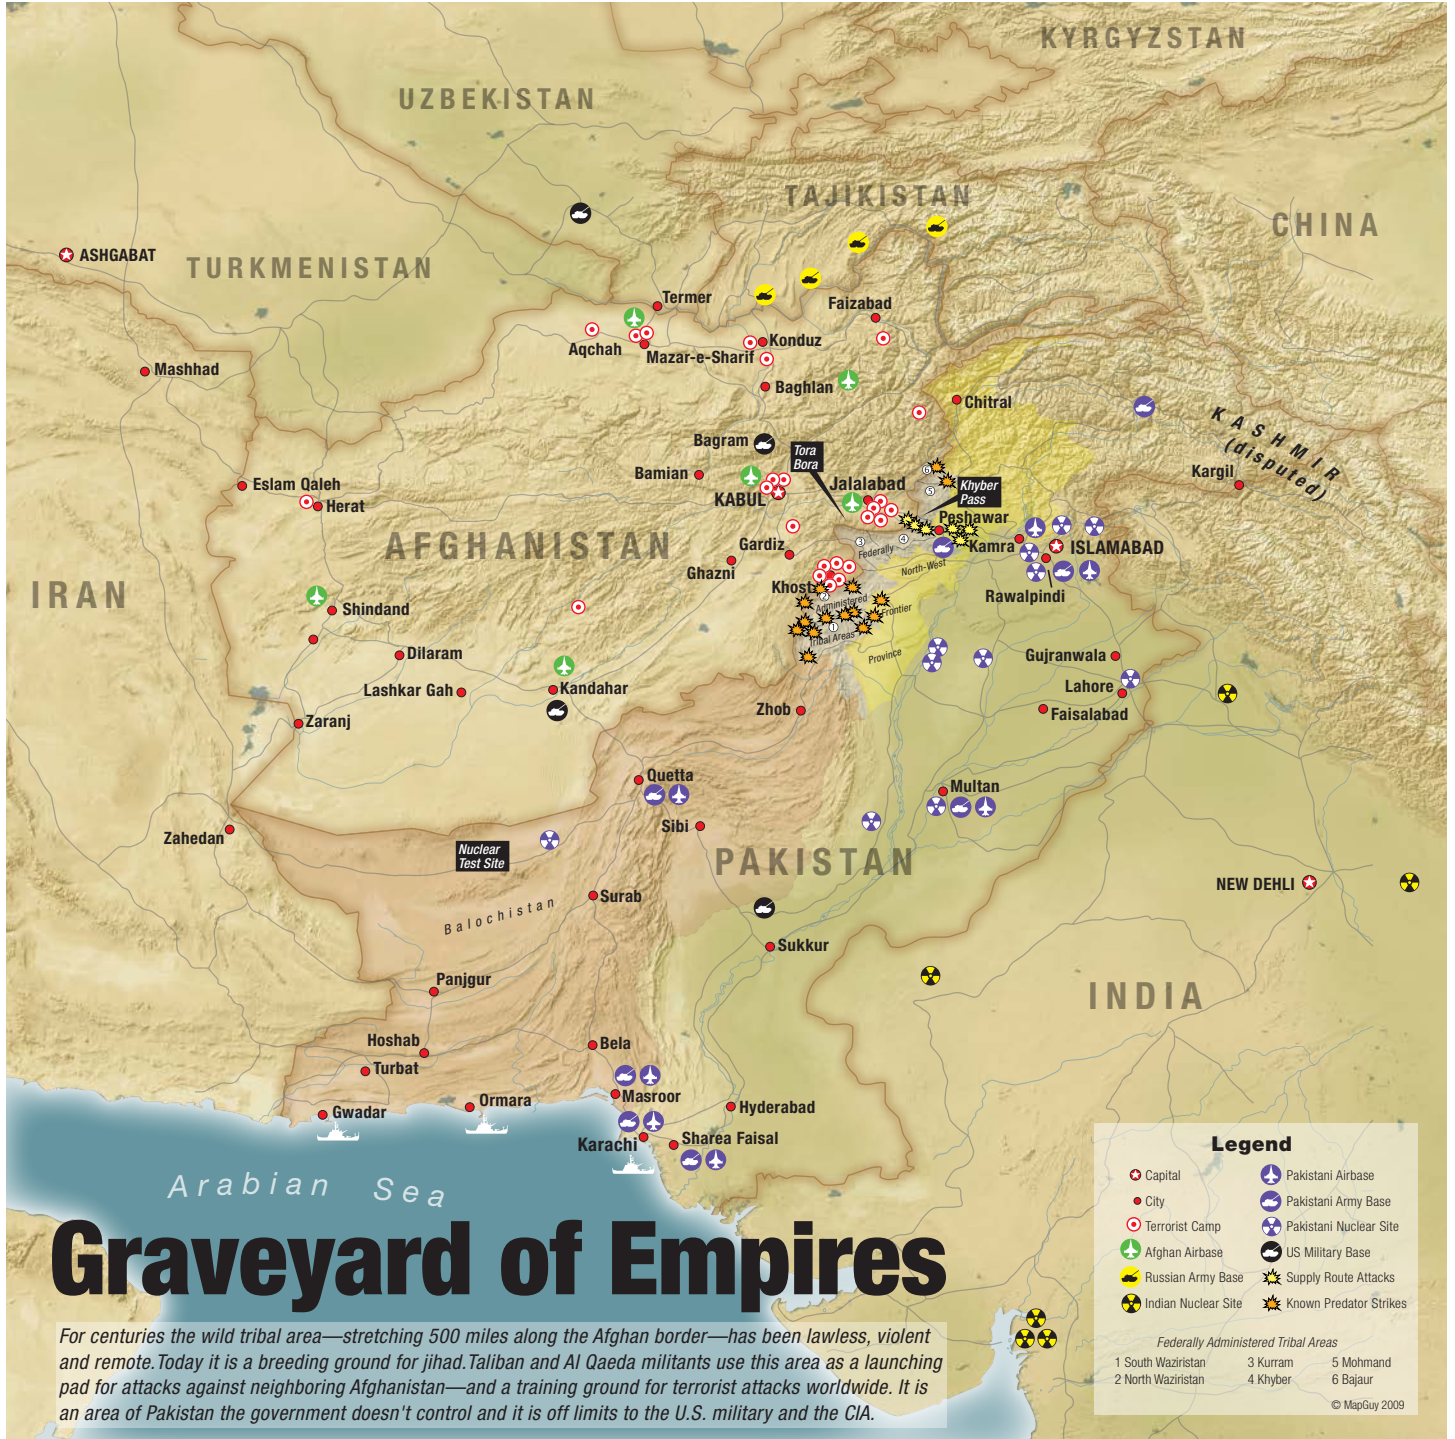 KYRGYZSTAN
UZBEKISTAN
TAJIKISTAN
CHINA
ASHGABAT
TURKMENISTAN
Termer
Faizabad
Aqchah
Mazar-e-Sharif
Konduz
Mashhad
Baghlan
Chitral
KASHMIR
(disputed)
Bagram
Tora
Bora
Bamian
Kargil
Eslam Qaleh
Jalalabad
Khyber
Pass
KABUL
Herat
6
5
Peshawar
AFGHANISTAN
Gardiz
3
4
Federally
Kamra
ISLAMABAD
Ghazni
North-West
IRAN
Khost
2
Administered
Frontier
Rawalpindi
Shindand
1
Tribal Areas
Province
Dilaram
Gujranwala
Lashkar Gah
Kandahar
Lahore
Zaranj
Zhob
Faisalabad
Quetta
Multan
Zahedan
Sibi
Nuclear
Test Site
PAKISTAN
NEW DEHLI
Surab
Balochistan
Sukkur
Panjgur
INDIA
Hoshab
Bela
Turbat
Masroor
Gwadar
Ormara
Hyderabad
Karachi
Sharea Faisal
Arabian Sea
Graveyard of Empires
For centuries the wild tribal area—stretching 500 miles along the Afghan border—has been lawless, violent
and remote.Today it is a breeding ground for jihad.Taliban and Al Qaeda militants use this area as a launching
pad for attacks against neighboring Afghanistan—and a training ground for terrorist attacks worldwide. It is
an area of Pakistan the government doesn't control and it is off limits to the U.S. military and the CIA.
Legend
Capital
City
Terrorist Camp
Afghan Airbase
Russian Army Base
Indian Nuclear Site
Pakistani Airbase
Pakistani Army Base
Pakistani Nuclear Site
US Military Base
Supply Route Attacks
Known Predator Strikes
Federally Administered Tribal Areas
1 South Waziristan
2 North Waziristan
3 Kurram
4 Khyber
5 Mohmand
6 Bajaur
© MapGuy 2009